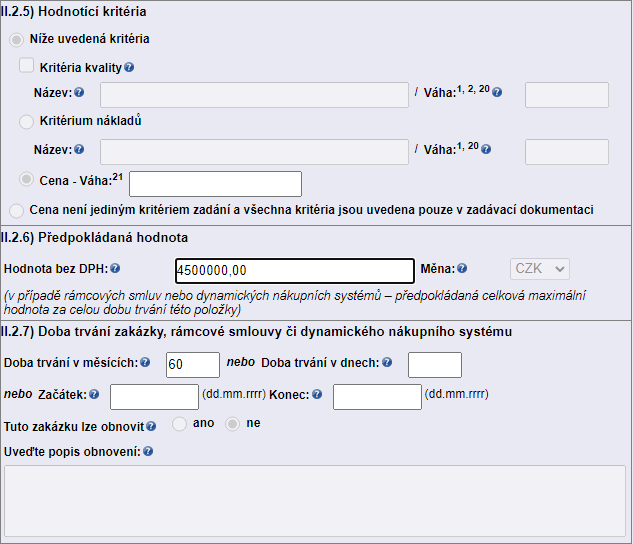 II.2.5) Hodnotící kritéria
Níže uvedená kritéria
Kritéria kvality
Název: / Váha:1, 2, 20
Kritérium nákladů
Název: / Váha:1, 20
Cena - Váha:21
Cena není jediným kritériem zadání a všechna kritéria jsou uvedena pouze v zadávací dokumentaci
II.2.6) Předpokládaná hodnota
Hodnota bez DPH: 4500000,00 Měna: CZK
(v případě rámcových smluv nebo dynamických nákupních systémů – předpokládaná celková maximální
hodnota za celou dobu trvání této položky)
II.2.7) Doba trvání zakázky, rámcové smlouvy či dynamického nákupního systému
Doba trvání v měsících: 60 nebo Doba trvání v dnech:
nebo Začátek: (dd.mm.rrrr) Konec: (dd.mm.rrrr)
Tuto zakázku lze obnovit ano ne
Uveďte popis obnovení: